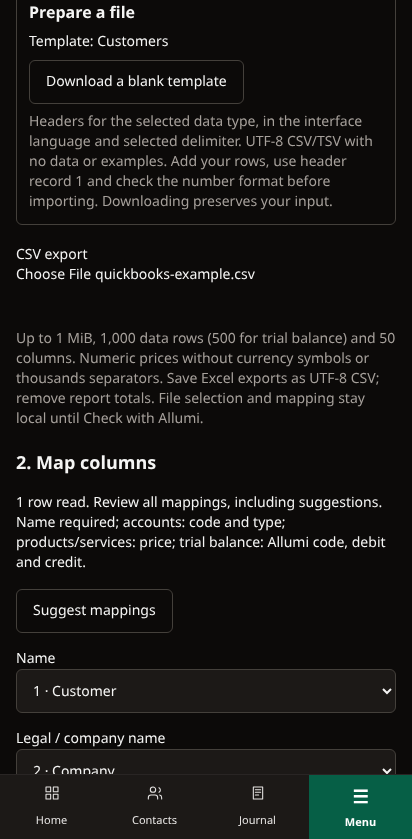 Prepare a file
Template: Customers
Download a blank template
Headers for the selected data type, in the interface
language and selected delimiter. UTF-8 CSV/TSV with
no data or examples. Add your rows, use header
record 1 and check the number format before
importing. Downloading preserves your input.
CSV export
Choose File quickbooks-example.csv
Up to 1 MiB, 1,000 data rows (500 for trial balance) and 50
columns. Numeric prices without currency symbols or
thousands separators. Save Excel exports as UTF-8 CSV;
remove report totals. File selection and mapping stay
local until Check with Allumi.
2. Map columns
1 row read. Review all mappings, including suggestions.
Name required; accounts: code and type;
products/services: price; trial balance: Allumi code, debit
and credit.
Suggest mappings
Name
1 · Customer
Legal / company name
2 · Company
Home
Contacts
Journal
Menu